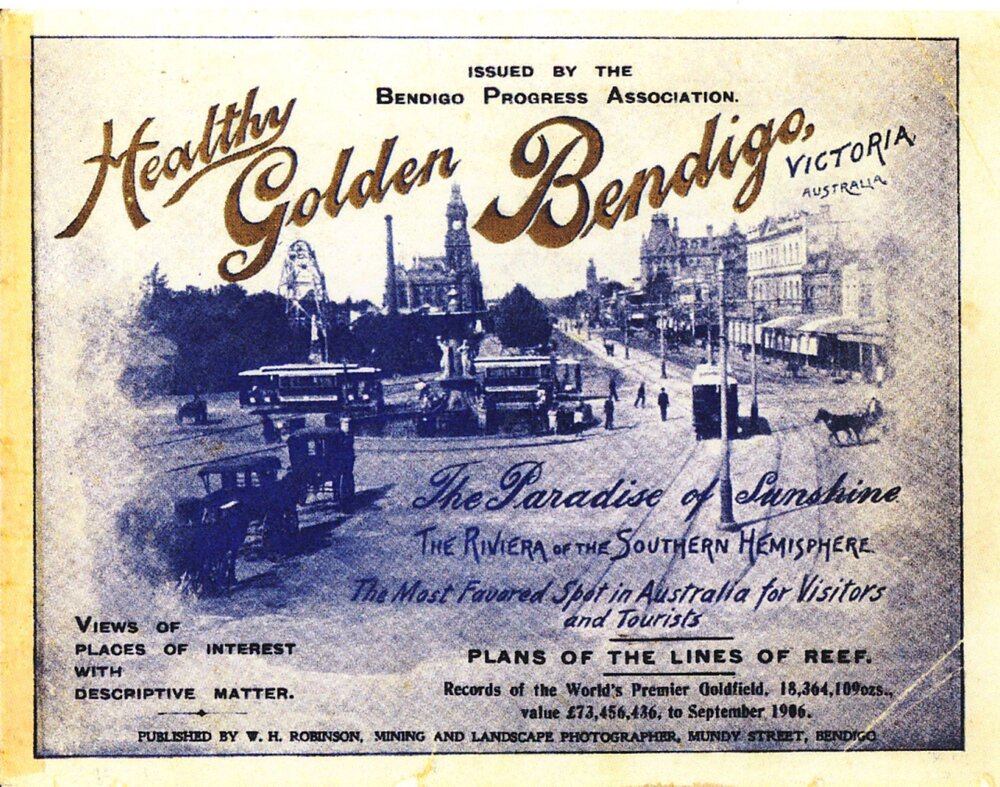 ISSUED BY THE
BENDIGO PROGRESS ASSOCIATION.
Healthy
Golden Bendigo,
VICTORIA
AUSTRALIA
The Paradise of Sunshine
THE RIVIERA OF THE SOUTHERN HEMISPHERE.
The Most Favored Spot in Australia for Visitors
and Tourists
VIEWS OF
PLACES OF INTEREST
WITH
DESCRIPTIVE MATTER.
PLANS OF THE LINES OF REEF.
Records of the World's Premier Goldfield, 18,364,109ozs.,
value £73,456,436, to September 1906.
PUBLISHED BY W. H. ROBINSON, MINING AND LANDSCAPE PHOTOGRAPHER, MUNDY STREET, BENDIGO